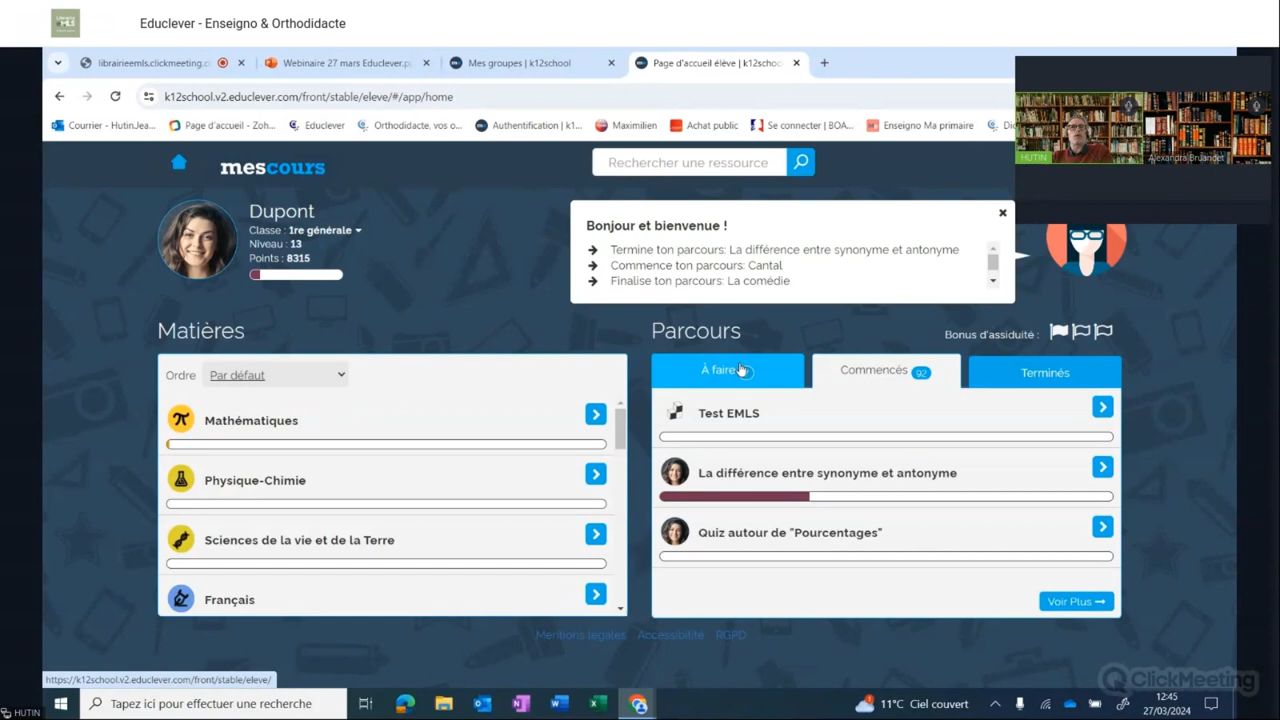 Educlever - Enseigno & Orthodidacte
librairieemls.clickmeeting.c
Webinaire 27 mars Educlever.p
Mes groupes | k12school
Page d'accueil élève | k12schoo
k12school.v2.educlever.com/front/stable/eleve/#/app/home
Courrier - HutinJea...
Page d'accueil - Zoh...
Educlever
Orthodidacte, vos o...
Authentification | k1...
Maximilien
Achat public
Se connecter | BOA...
Enseigno Ma primaire
HUTIN
Alexandra Bruandet
mescours
Rechercher une ressource
Dupont
Classe : 1re générale
Niveau : 13
Points : 8315
Bonjour et bienvenue !
Termine ton parcours: La différence entre synonyme et antonyme
Commence ton parcours: Cantal
Finalise ton parcours: La comédie
Matières
Ordre Par défaut
Mathématiques
Physique-Chimie
Sciences de la vie et de la Terre
Français
Parcours
Bonus d'assiduité :
À faire
Commencés 92
Terminés
Test EMLS
La différence entre synonyme et antonyme
Quiz autour de "Pourcentages"
Voir Plus
Mentions légales Accessibilité RGPD
https://k12school.v2.educlever.com/front/stable/eleve/
ClickMeeting
Tapez ici pour effectuer une recherche
11°C Ciel couvert
12:45
27/03/2024
HUTIN